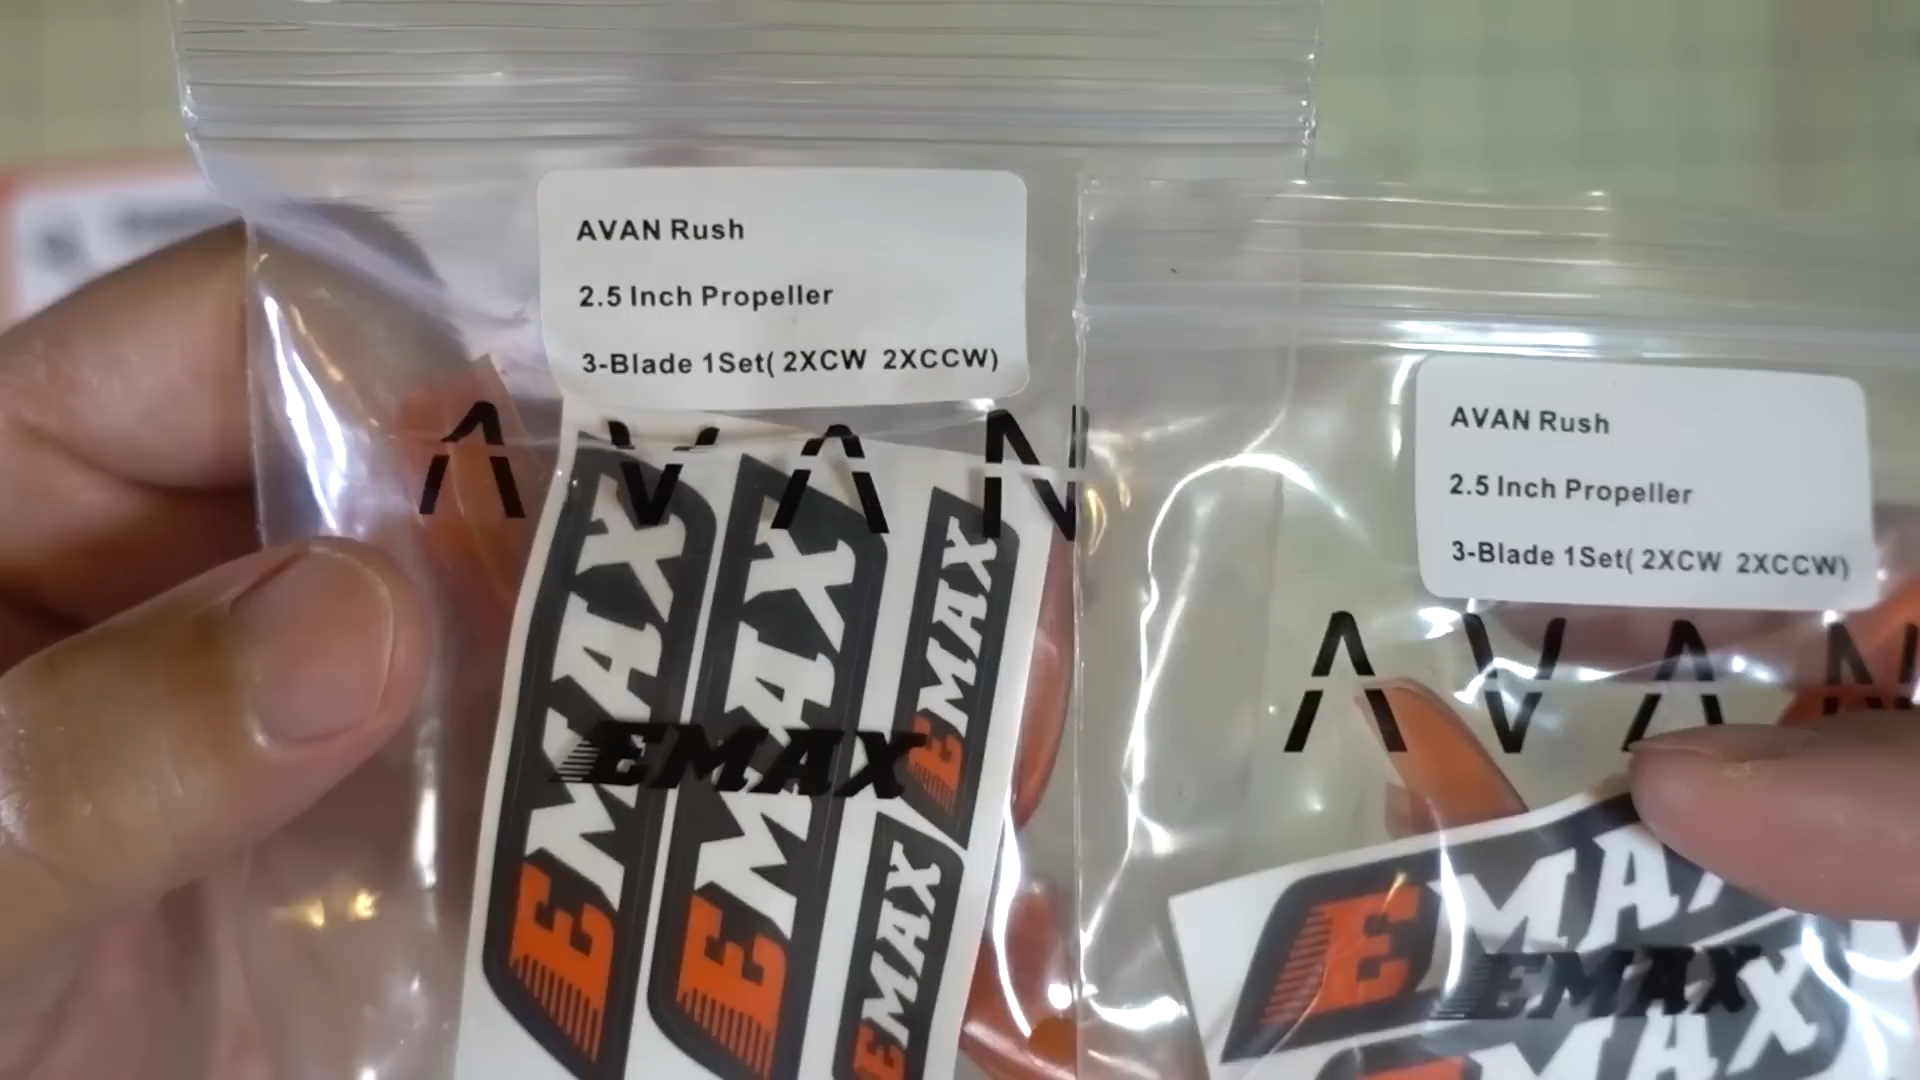 AVAN Rush
2.5 Inch Propeller
3-Blade 1Set( 2XCW 2XCCW)
AVAN
EMAX
EMAX
EMAX
EMAX
EMAX
AVAN Rush
2.5 Inch Propeller
3-Blade 1Set( 2XCW 2XCCW)
AVAN
EMAX
EMAX